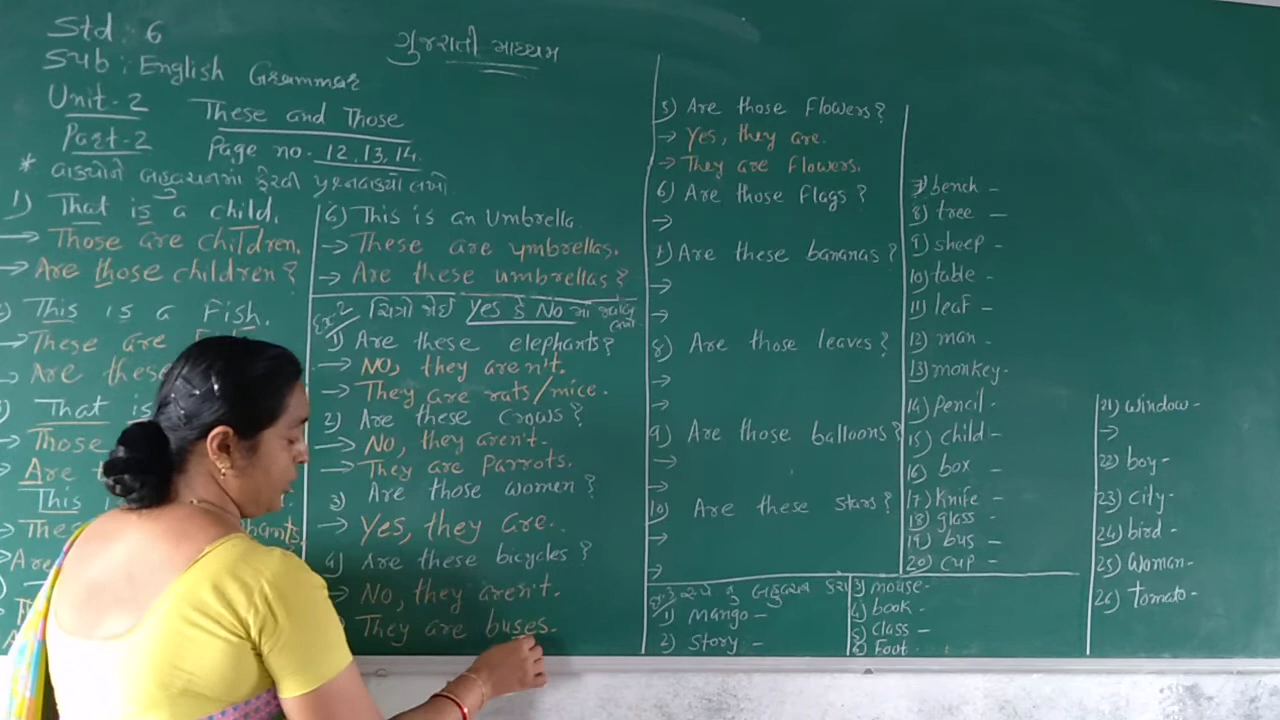 Std : 6
ગુજરાતી માધ્યમ
Sub : English Grammar
Unit-2 These and Those
Part-2 Page no. 12,13,14.
* વાક્યોને બહુવચનમાં ફેરવી પ્રશ્નવાક્યો લખો.
1) That is a child.
→ Those are children.
→ Are those children?
This is a Fish.
→ These are
→ Are these
That is
→ Those
→ Are
This
→ These
→ Are
6) This is an Umbrella.
→ These are umbrellas.
→ Are these umbrellas?
Ex-2 ચિત્રો જોઈ Yes કે No માં જવાબ
1) Are these elephants?
→ No, they aren't.
→ They are rats/mice.
2) Are these crows?
→ No, they aren't.
→ They are Parrots.
3) Are those women?
→ Yes, they are.
4) Are these bicycles?
→ No, they aren't.
They are buses.
5) Are those Flowers?
→ Yes, they are.
→ They are Flowers.
6) Are those Flags?
→
7) Are these bananas?
→
→
8) Are those leaves?
→
→
9) Are those balloons?
→
→
10) Are these stars?
→
→
Ex-3 બહુવચન
1) Mango-
2) Story -
3) mouse-
4) book-
5) class -
6) Foot -
7) bench -
8) tree -
9) sheep -
10) table -
11) leaf -
12) man -
13) monkey-
14) Pencil -
15) child -
16) box -
17) Knife -
18) glass -
19) bus -
20) cup -
21) window-
→
22) boy-
23) city-
24) bird-
25) Woman-
26) Tomato-